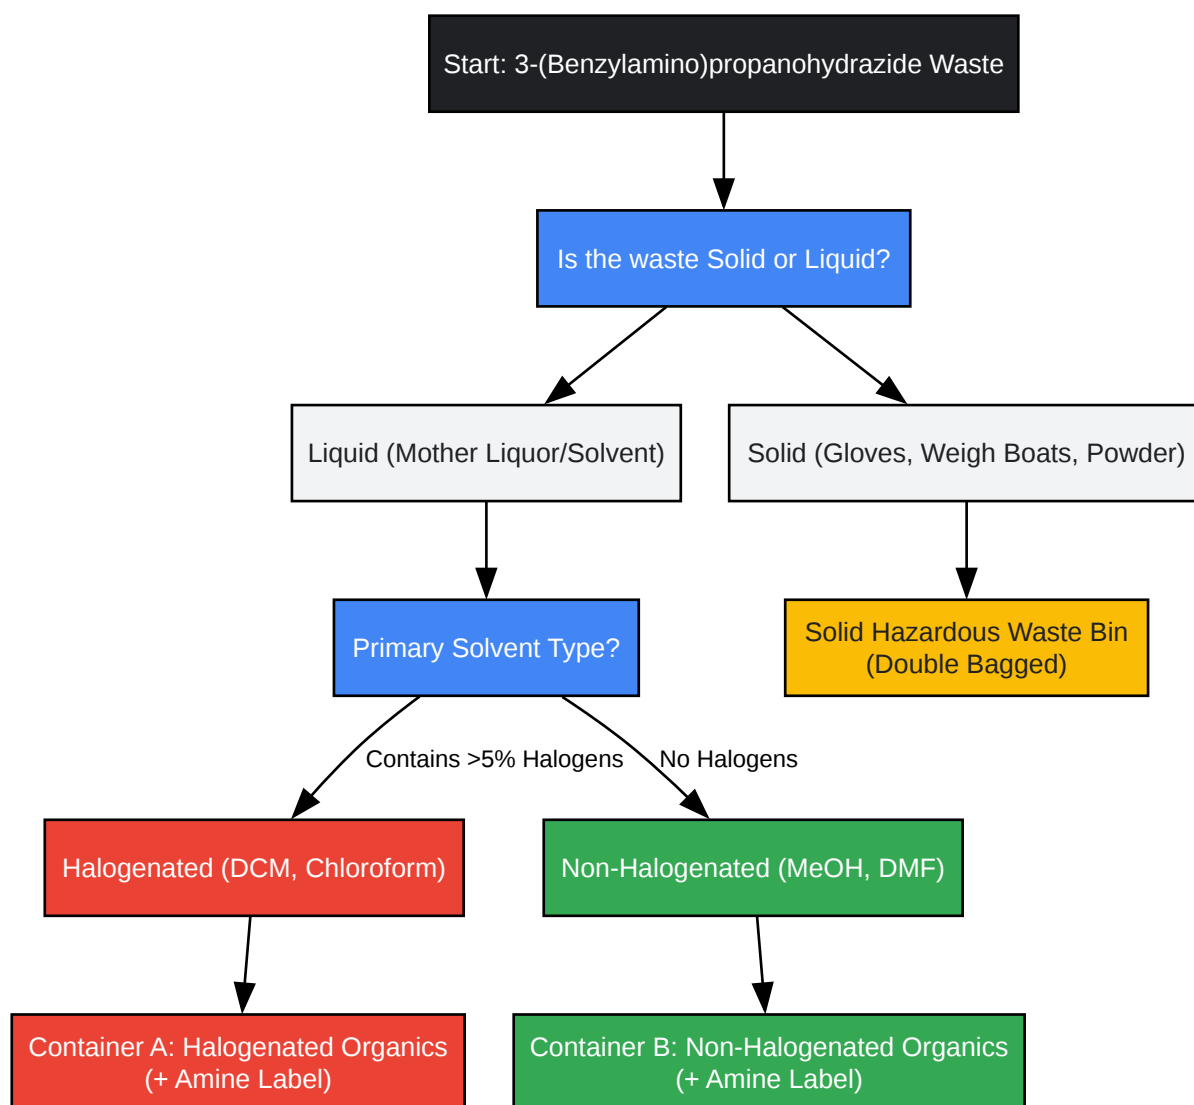 Start: 3-(Benzylamino)propanohydrazide Waste
Is the waste Solid or Liquid?
Liquid (Mother Liquor/Solvent)
Solid (Gloves, Weigh Boats, Powder)
Primary Solvent Type?
Solid Hazardous Waste Bin
(Double Bagged)
Contains >5% Halogens
No Halogens
Halogenated (DCM, Chloroform)
Non-Halogenated (MeOH, DMF)
Container A: Halogenated Organics
(+ Amine Label)
Container B: Non-Halogenated Organics
(+ Amine Label)